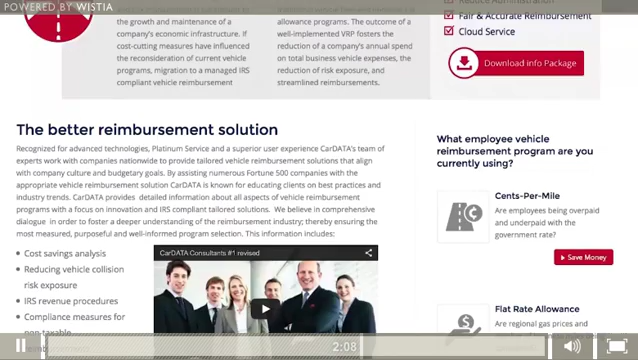 POWERED BY WISTIA
the growth and maintenance of a
company's economic infrastructure. If
cost-cutting measures have influenced
the reconsideration of current vehicle
programs, migration to a managed IRS
compliant vehicle reimbursement
allowance programs. The outcome of a
well-implemented VRP fosters the
reduction of a company's annual spend
on total business vehicle expenses, the
reduction of risk exposure, and
streamlined reimbursements.
Reduce Administration
Fair & Accurate Reimbursement
Cloud Service
Download info Package
The better reimbursement solution
Recognized for advanced technologies, Platinum Service and a superior user experience CarDATA's team of
experts work with companies nationwide to provide tailored vehicle reimbursement solutions that align
with company culture and budgetary goals. By assisting numerous Fortune 500 companies with the
appropriate vehicle reimbursement solution CarDATA is known for educating clients on best practices and
industry trends. CarDATA provides detailed information about all aspects of vehicle reimbursement
programs with a focus on innovation and IRS compliant tailored solutions. We believe in comprehensive
dialogue in order to foster a deeper understanding of the reimbursement industry; thereby ensuring the
most measured, purposeful and well-informed program selection. This information includes:
Cost savings analysis
Reducing vehicle collision
risk exposure
IRS revenue procedures
Compliance measures for
non-taxable
reimbursement
CarDATA Consultants #1 revised
What employee vehicle
reimbursement program are you
currently using?
Cents-Per-Mile
Are employees being overpaid
and underpaid with the
government rate?
Save Money
Flat Rate Allowance
Are regional gas prices and
2:08